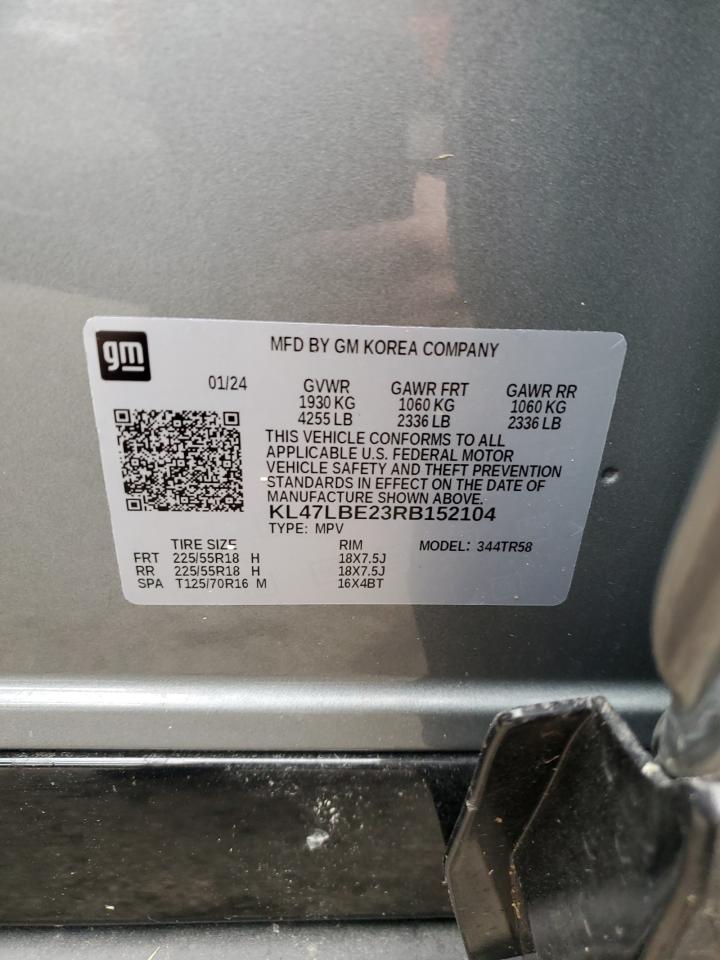 gm
MFD BY GM KOREA COMPANY
01/24 GVWR GAWR FRT GAWR RR
1930 KG 1060 KG 1060 KG
4255 LB 2336 LB 2336 LB
THIS VEHICLE CONFORMS TO ALL
APPLICABLE U.S. FEDERAL MOTOR
VEHICLE SAFETY AND THEFT PREVENTION
STANDARDS IN EFFECT ON THE DATE OF
MANUFACTURE SHOWN ABOVE.
KL47LBE23RB152104
TYPE: MPV
TIRE SIZE RIM MODEL: 344TR58
FRT 225/55R18 H 18X7.5J
RR 225/55R18 H 18X7.5J
SPA T125/70R16 M 16X4BT